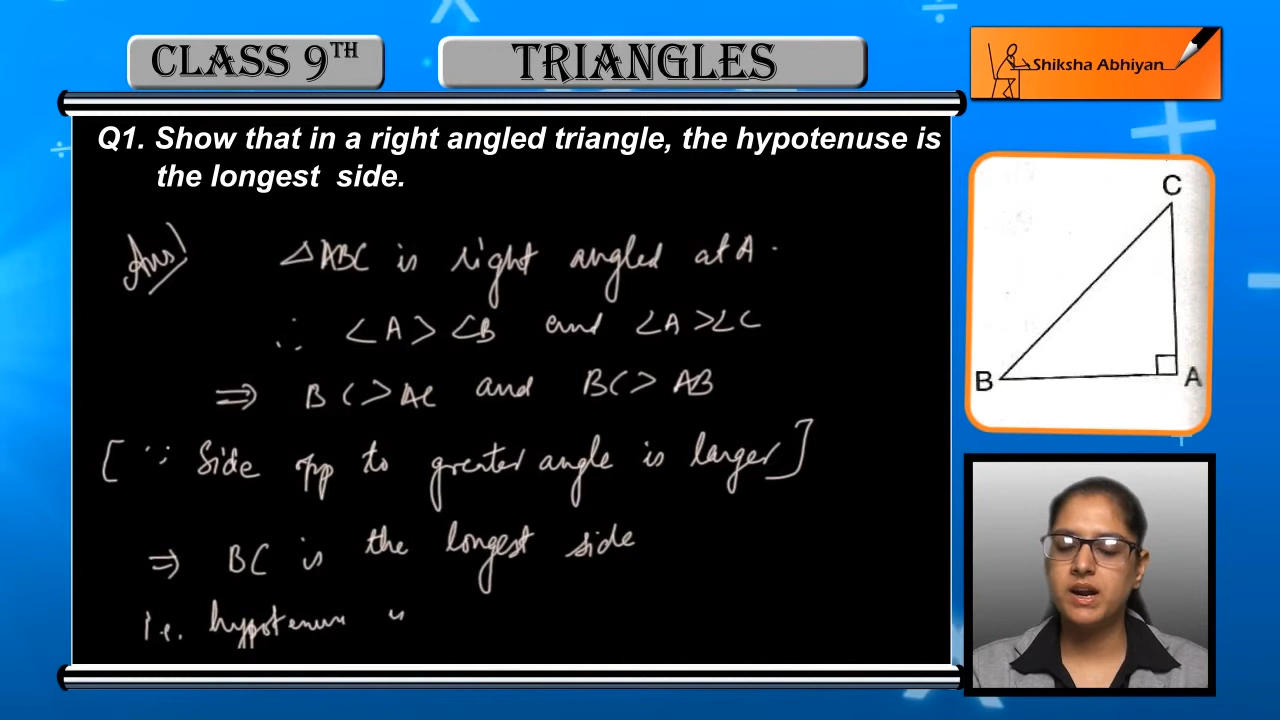 CLASS 9TH
TRIANGLES
Shiksha Abhiyan
Q1. Show that in a right angled triangle, the hypotenuse is
the longest side.
Ans)
△ABC is right angled at A.
∴ ∠A > ∠B and ∠A > ∠C
⇒ BC > AC and BC > AB
[∵ Side opp to greater angle is larger]
⇒ BC is the longest side
i.e. hypotenuse is
C
B
A